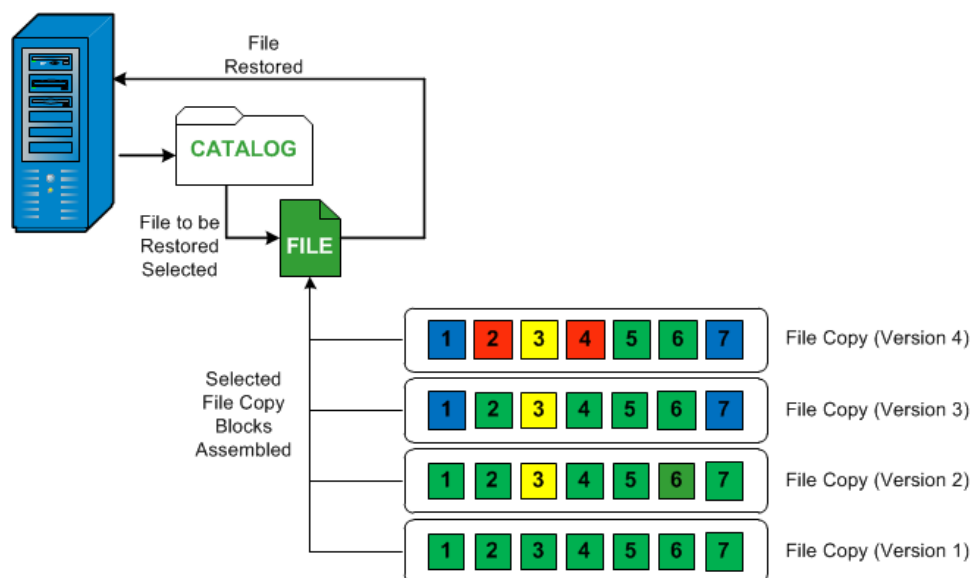 File
Restored
CATALOG
File to be
Restored
Selected
FILE
Selected
File Copy
Blocks
Assembled
1 2 3 4 5 6 7 File Copy (Version 4)
1 2 3 4 5 6 7 File Copy (Version 3)
1 2 3 4 5 6 7 File Copy (Version 2)
1 2 3 4 5 6 7 File Copy (Version 1)